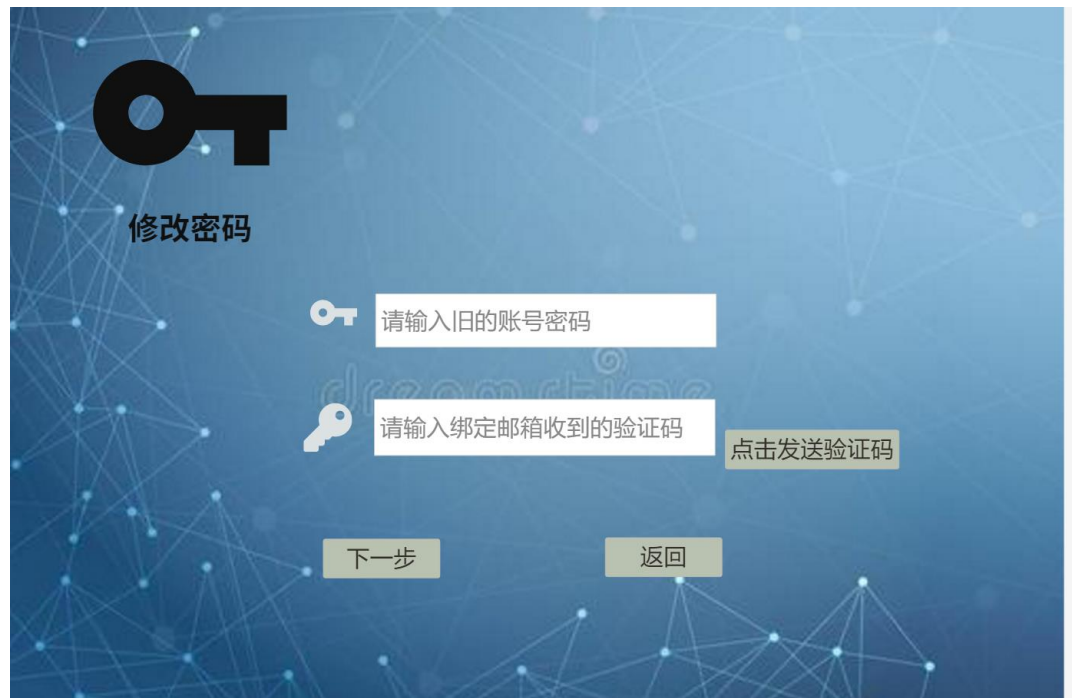 修改密码
请输入旧的账号密码
dreamstime
请输入绑定邮箱收到的验证码
点击发送验证码
下一步
返回